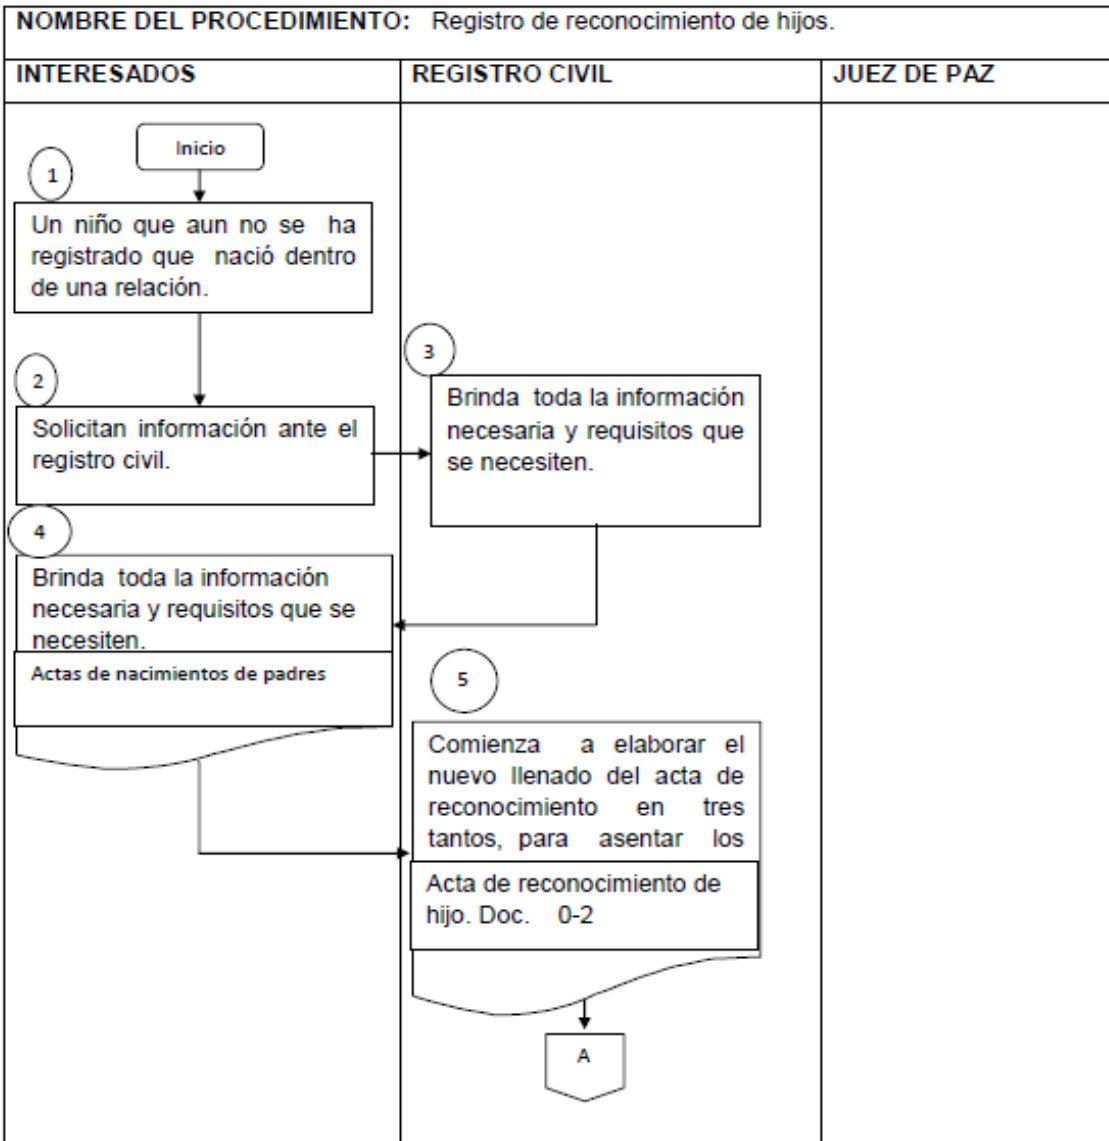 NOMBRE DEL PROCEDIMIENTO: Registro de reconocimiento de hijos.
INTERESADOS
REGISTRO CIVIL
JUEZ DE PAZ
Inicio
1
Un niño que aun no se ha
registrado que nació dentro
de una relación.
2
Solicitan información ante el
registro civil.
3
Brinda toda la información
necesaria y requisitos que
se necesiten.
4
Brinda toda la información
necesaria y requisitos que se
necesiten.
Actas de nacimientos de padres
5
Comienza a elaborar el
nuevo llenado del acta de
reconocimiento en tres
tantos, para asentar los
Acta de reconocimiento de
hijo. Doc. 0-2
A